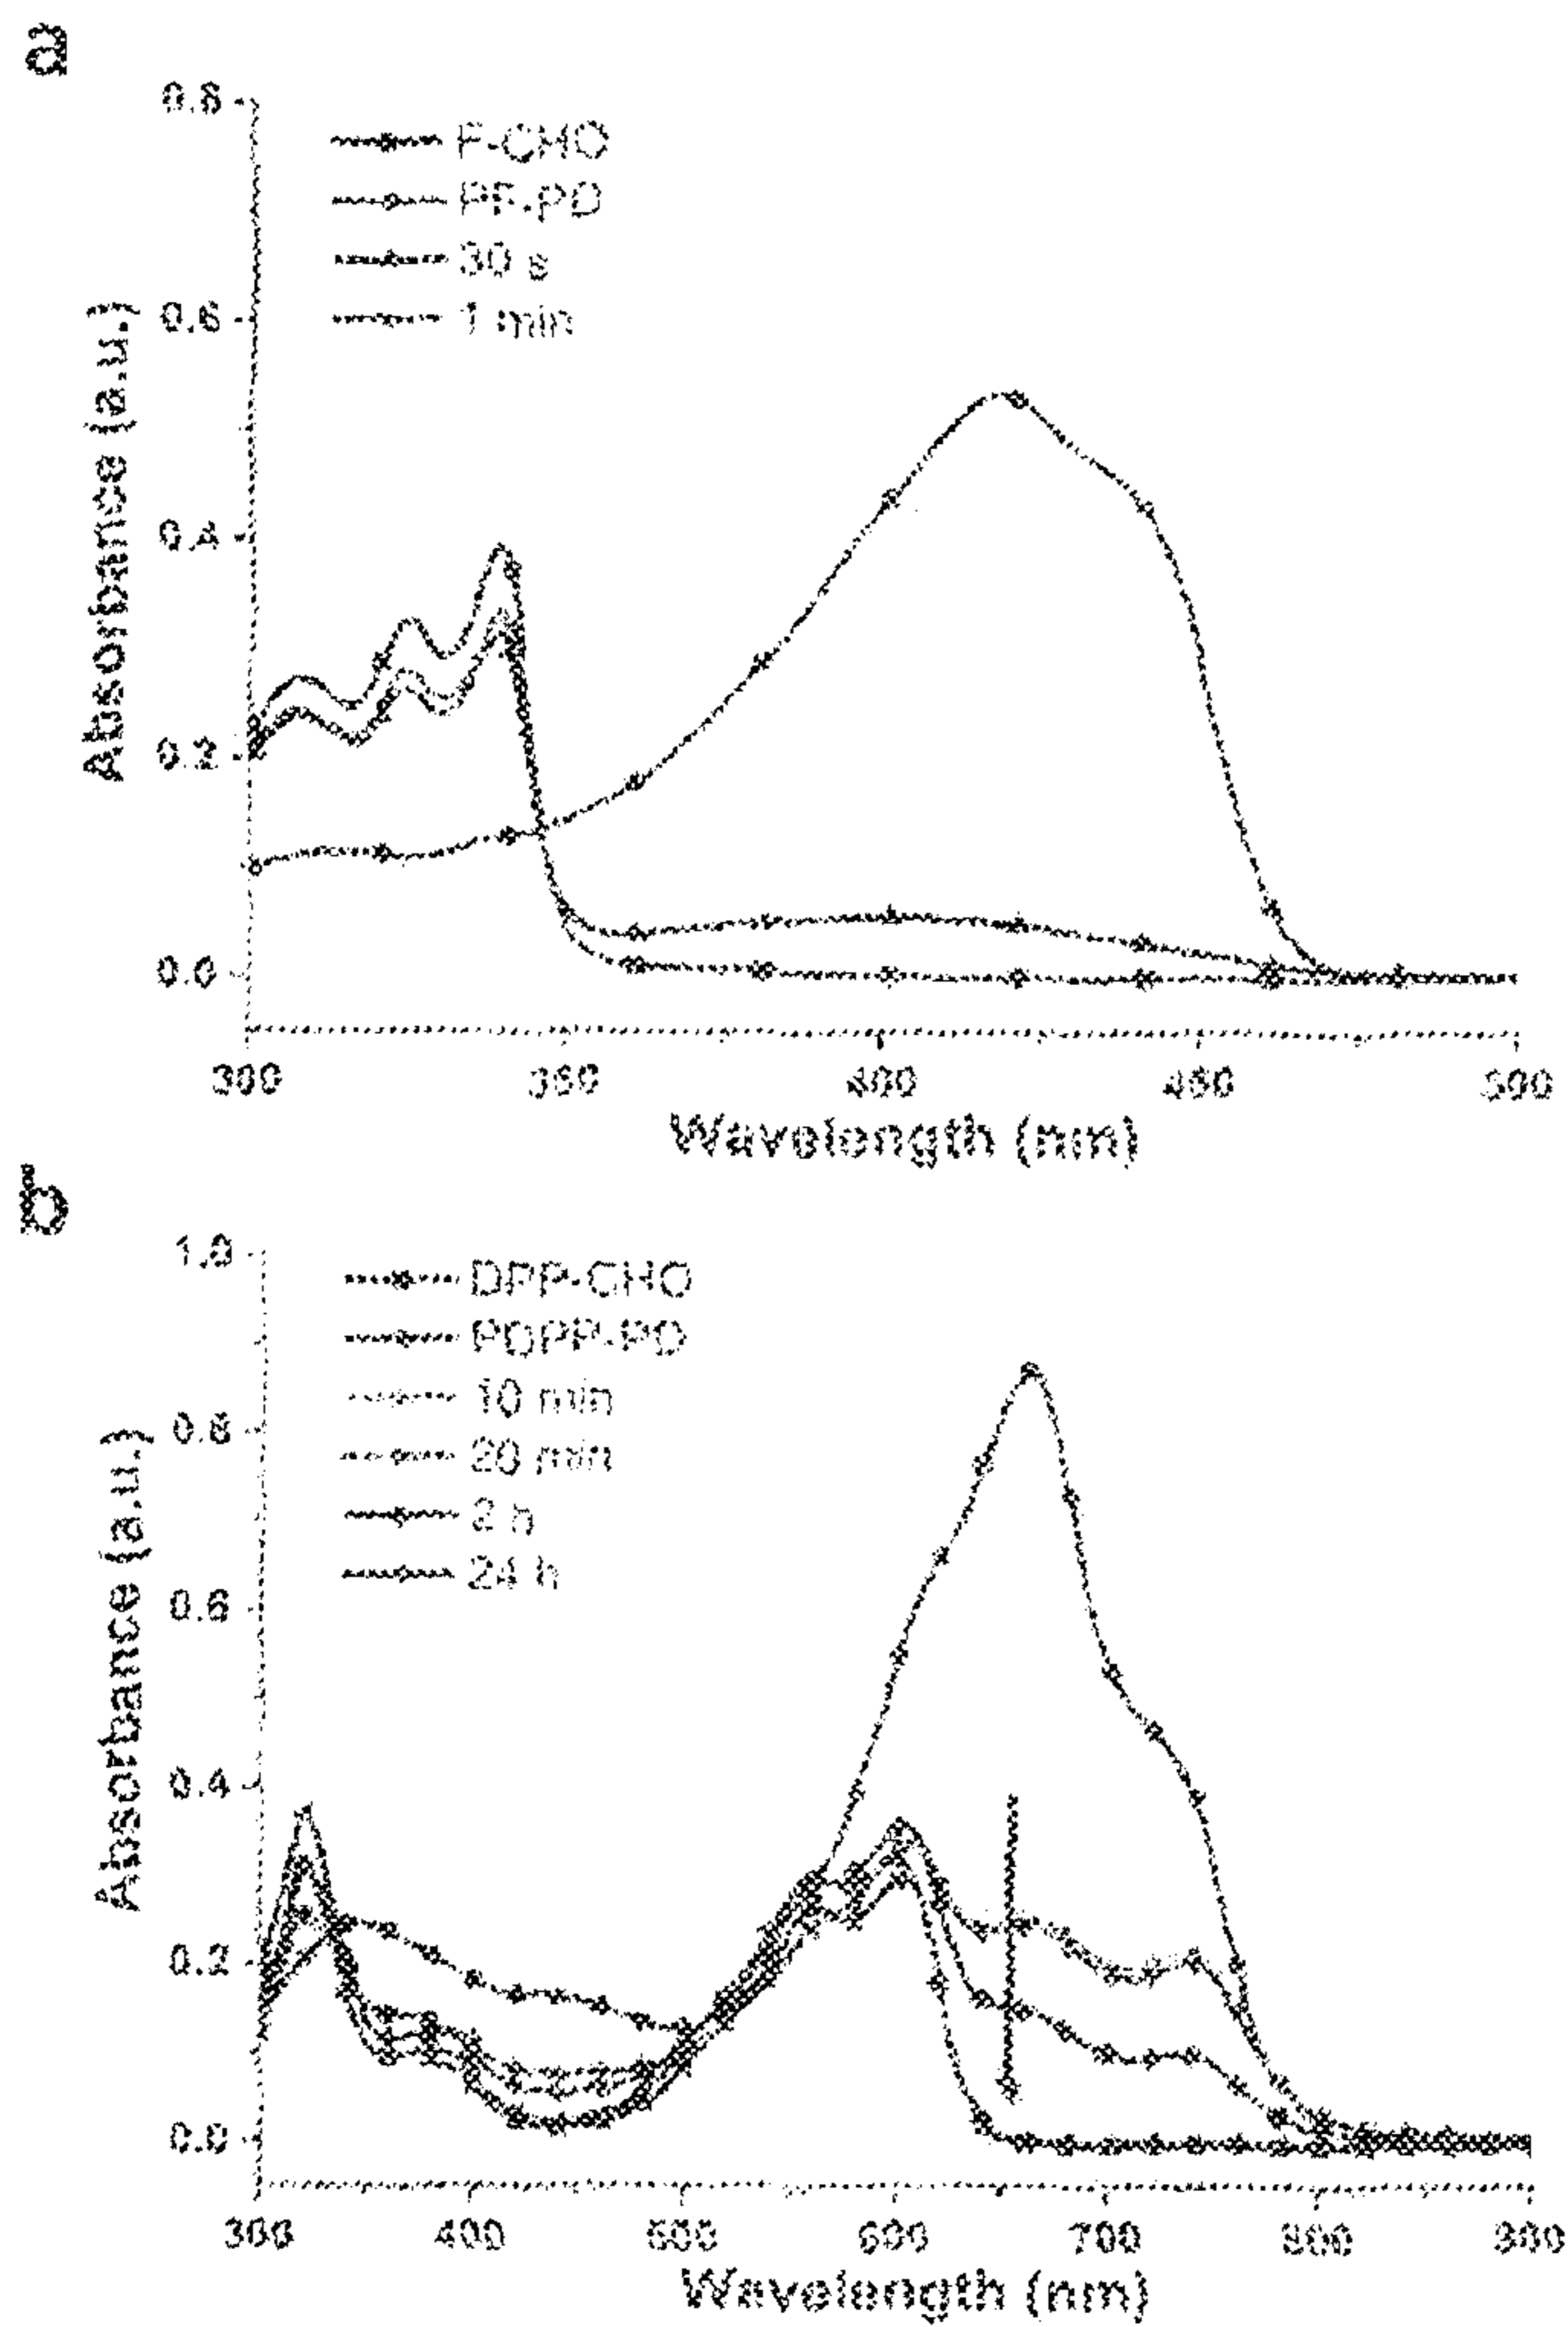 a
0.8
F-CHO
PF-PD
30 s
1 min
0.6
0.4
0.2
0.0
Absorbance (a.u.)
300 350 400 450 500
Wavelength (nm)
b
1.0
DPP-CHO
PDPP-PD
10 min
20 min
2 h
24 h
0.8
0.6
0.4
0.2
0.0
Absorbance (a.u.)
300 400 500 600 700 800 900
Wavelength (nm)